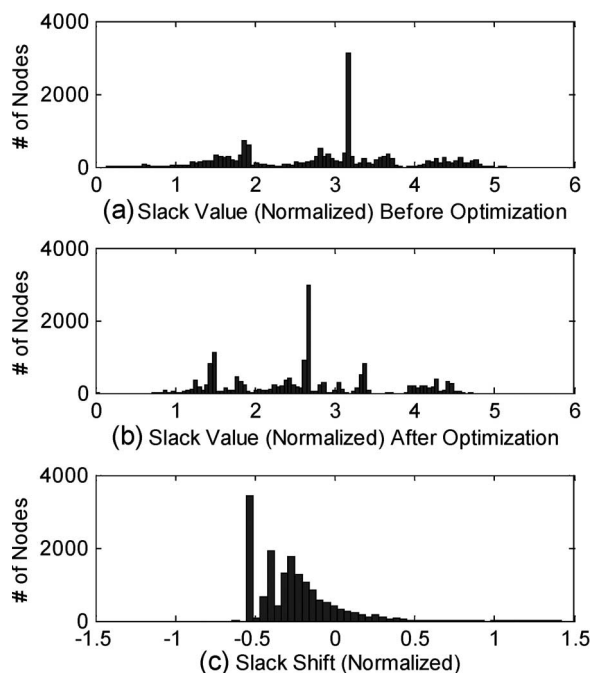 4000
2000
0
# of Nodes
0 1 2 3 4 5 6
(a) Slack Value (Normalized) Before Optimization
4000
2000
0
# of Nodes
0 1 2 3 4 5 6
(b) Slack Value (Normalized) After Optimization
4000
2000
0
# of Nodes
-1.5 -1 -0.5 0 0.5 1 1.5
(c) Slack Shift (Normalized)